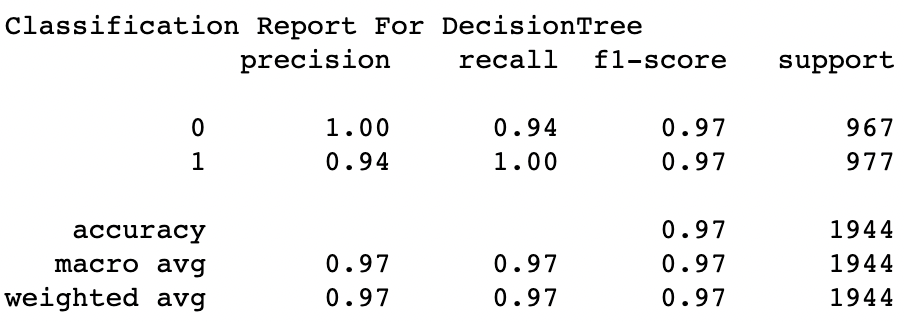 Classification Report For DecisionTree
precision recall f1-score support
0 1.00 0.94 0.97 967
1 0.94 1.00 0.97 977
accuracy 0.97 1944
macro avg 0.97 0.97 0.97 1944
weighted avg 0.97 0.97 0.97 1944